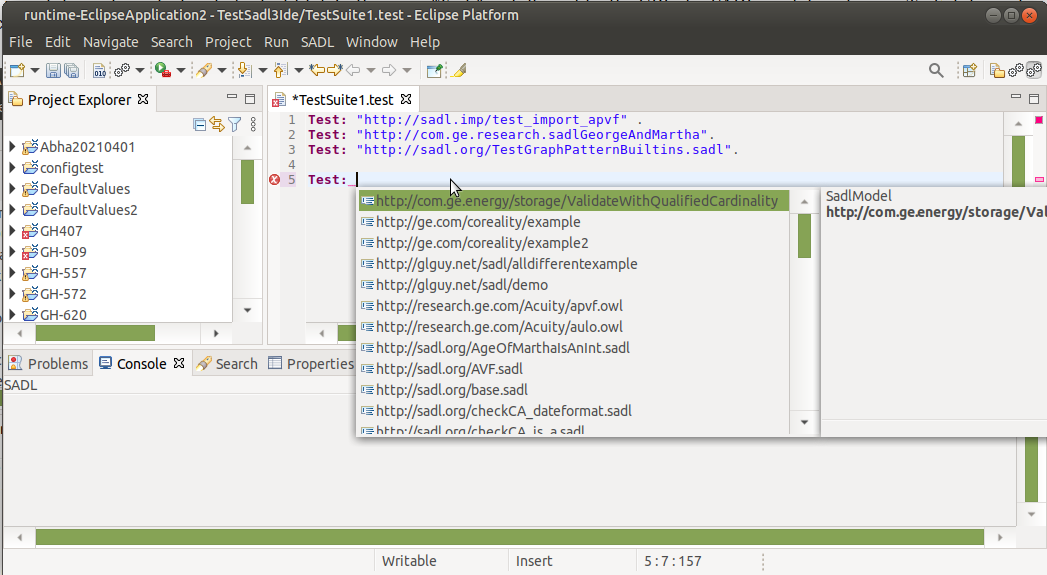 runtime-EclipseApplication2 - TestSadl3Ide/TestSuite1.test - Eclipse Platform
File Edit Navigate Search Project Run SADL Window Help
Project Explorer
*TestSuite1.test
Abha20210401
configtest
DefaultValues
DefaultValues2
GH407
GH-509
GH-557
GH-572
GH-620
1 Test: "http://sadl.imp/test_import_apvf" .
2 Test: "http://com.ge.research.sadlGeorgeAndMartha".
3 Test: "http://sadl.org/TestGraphPatternBuiltins.sadl".
4
5 Test:
http://com.ge.energy/storage/ValidateWithQualifiedCardinality
http://ge.com/coreality/example
http://ge.com/coreality/example2
http://glguy.net/sadl/alldifferentexample
http://glguy.net/sadl/demo
http://research.ge.com/Acuity/apvf.owl
http://research.ge.com/Acuity/aulo.owl
http://sadl.org/AgeOfMarthaIsAnInt.sadl
http://sadl.org/AVF.sadl
http://sadl.org/base.sadl
http://sadl.org/checkCA_dateformat.sadl
http://sadl.org/checkCA_is_a.sadl
SadlModel
http://com.ge.energy/storage/Val
Problems Console Search Properties
SADL
Writable Insert 5:7:157